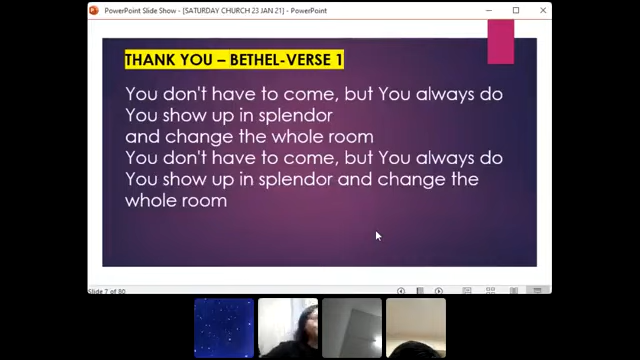 PowerPoint Slide Show - [SATURDAY CHURCH 23 JAN 21] - PowerPoint
THANK YOU – BETHEL-VERSE 1
You don't have to come, but You always do
You show up in splendor
and change the whole room
You don't have to come, but You always do
You show up in splendor and change the
whole room
Slide 7 of 80